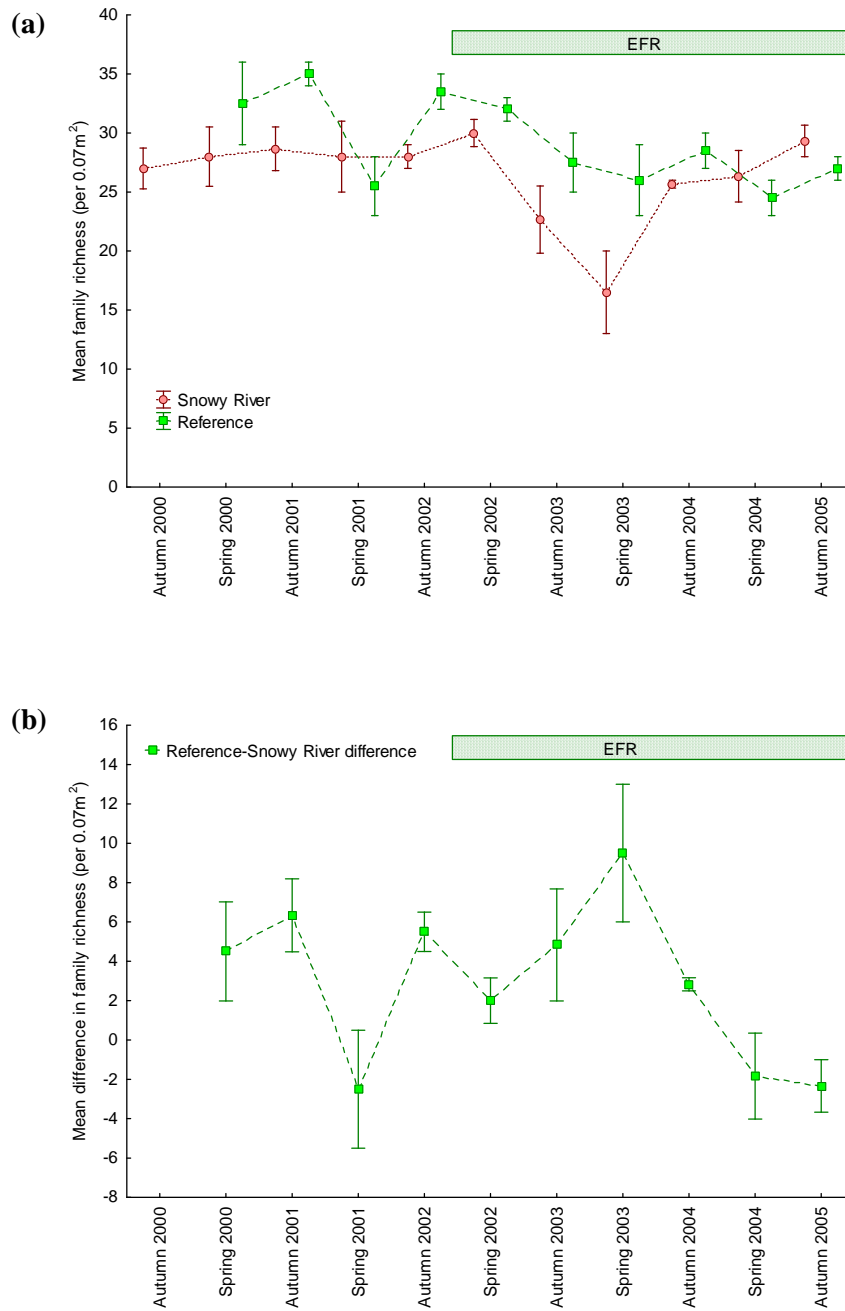 (a)
40
35
30
25
20
15
10
5
0
Mean family richness (per 0.07m²)
EFR
Snowy River
Reference
Autumn 2000
Spring 2000
Autumn 2001
Spring 2001
Autumn 2002
Spring 2002
Autumn 2003
Spring 2003
Autumn 2004
Spring 2004
Autumn 2005
(b)
16
14
12
10
8
6
4
2
0
-2
-4
-6
-8
Mean difference in family richness (per 0.07m²)
Reference-Snowy River difference
EFR
Autumn 2000
Spring 2000
Autumn 2001
Spring 2001
Autumn 2002
Spring 2002
Autumn 2003
Spring 2003
Autumn 2004
Spring 2004
Autumn 2005